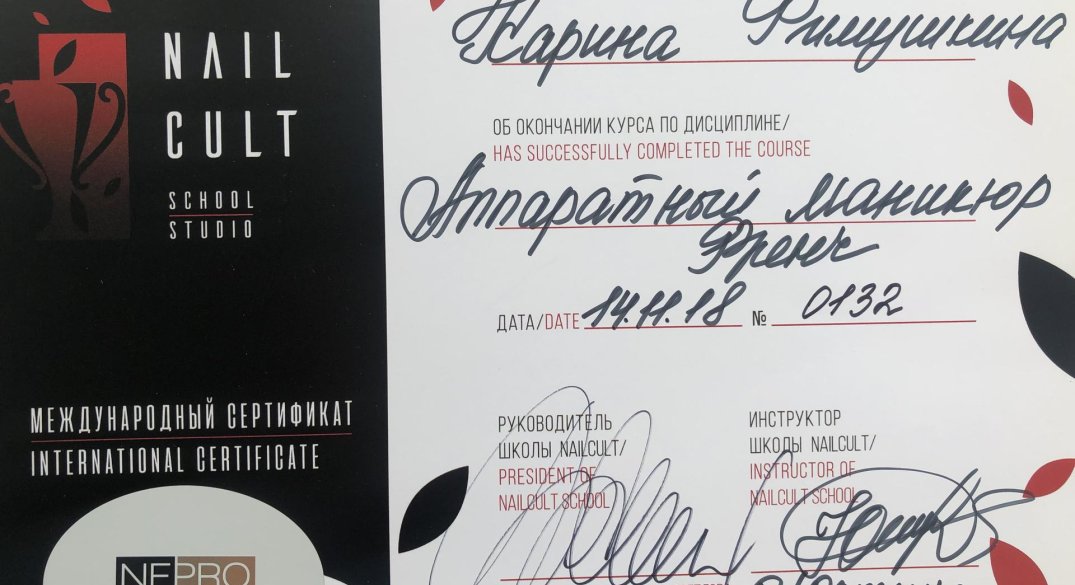 NAIL
CULT
SCHOOL
STUDIO
МЕЖДУНАРОДНЫЙ СЕРТИФИКАТ
INTERNATIONAL CERTIFICATE
NEPRO
Карина Римушкина
ОБ ОКОНЧАНИИ КУРСА ПО ДИСЦИПЛИНЕ/
HAS SUCCESSFULLY COMPLETED THE COURSE
Аппаратный маникюр
Френч
ДАТА/DATE 14.11.18 № 0132
РУКОВОДИТЕЛЬ
ШКОЛЫ NAILCULT/
PRESIDENT OF
NAILCULT SCHOOL
ИНСТРУКТОР
ШКОЛЫ NAILCULT/
INSTRUCTOR OF
NAILCULT SCHOOL